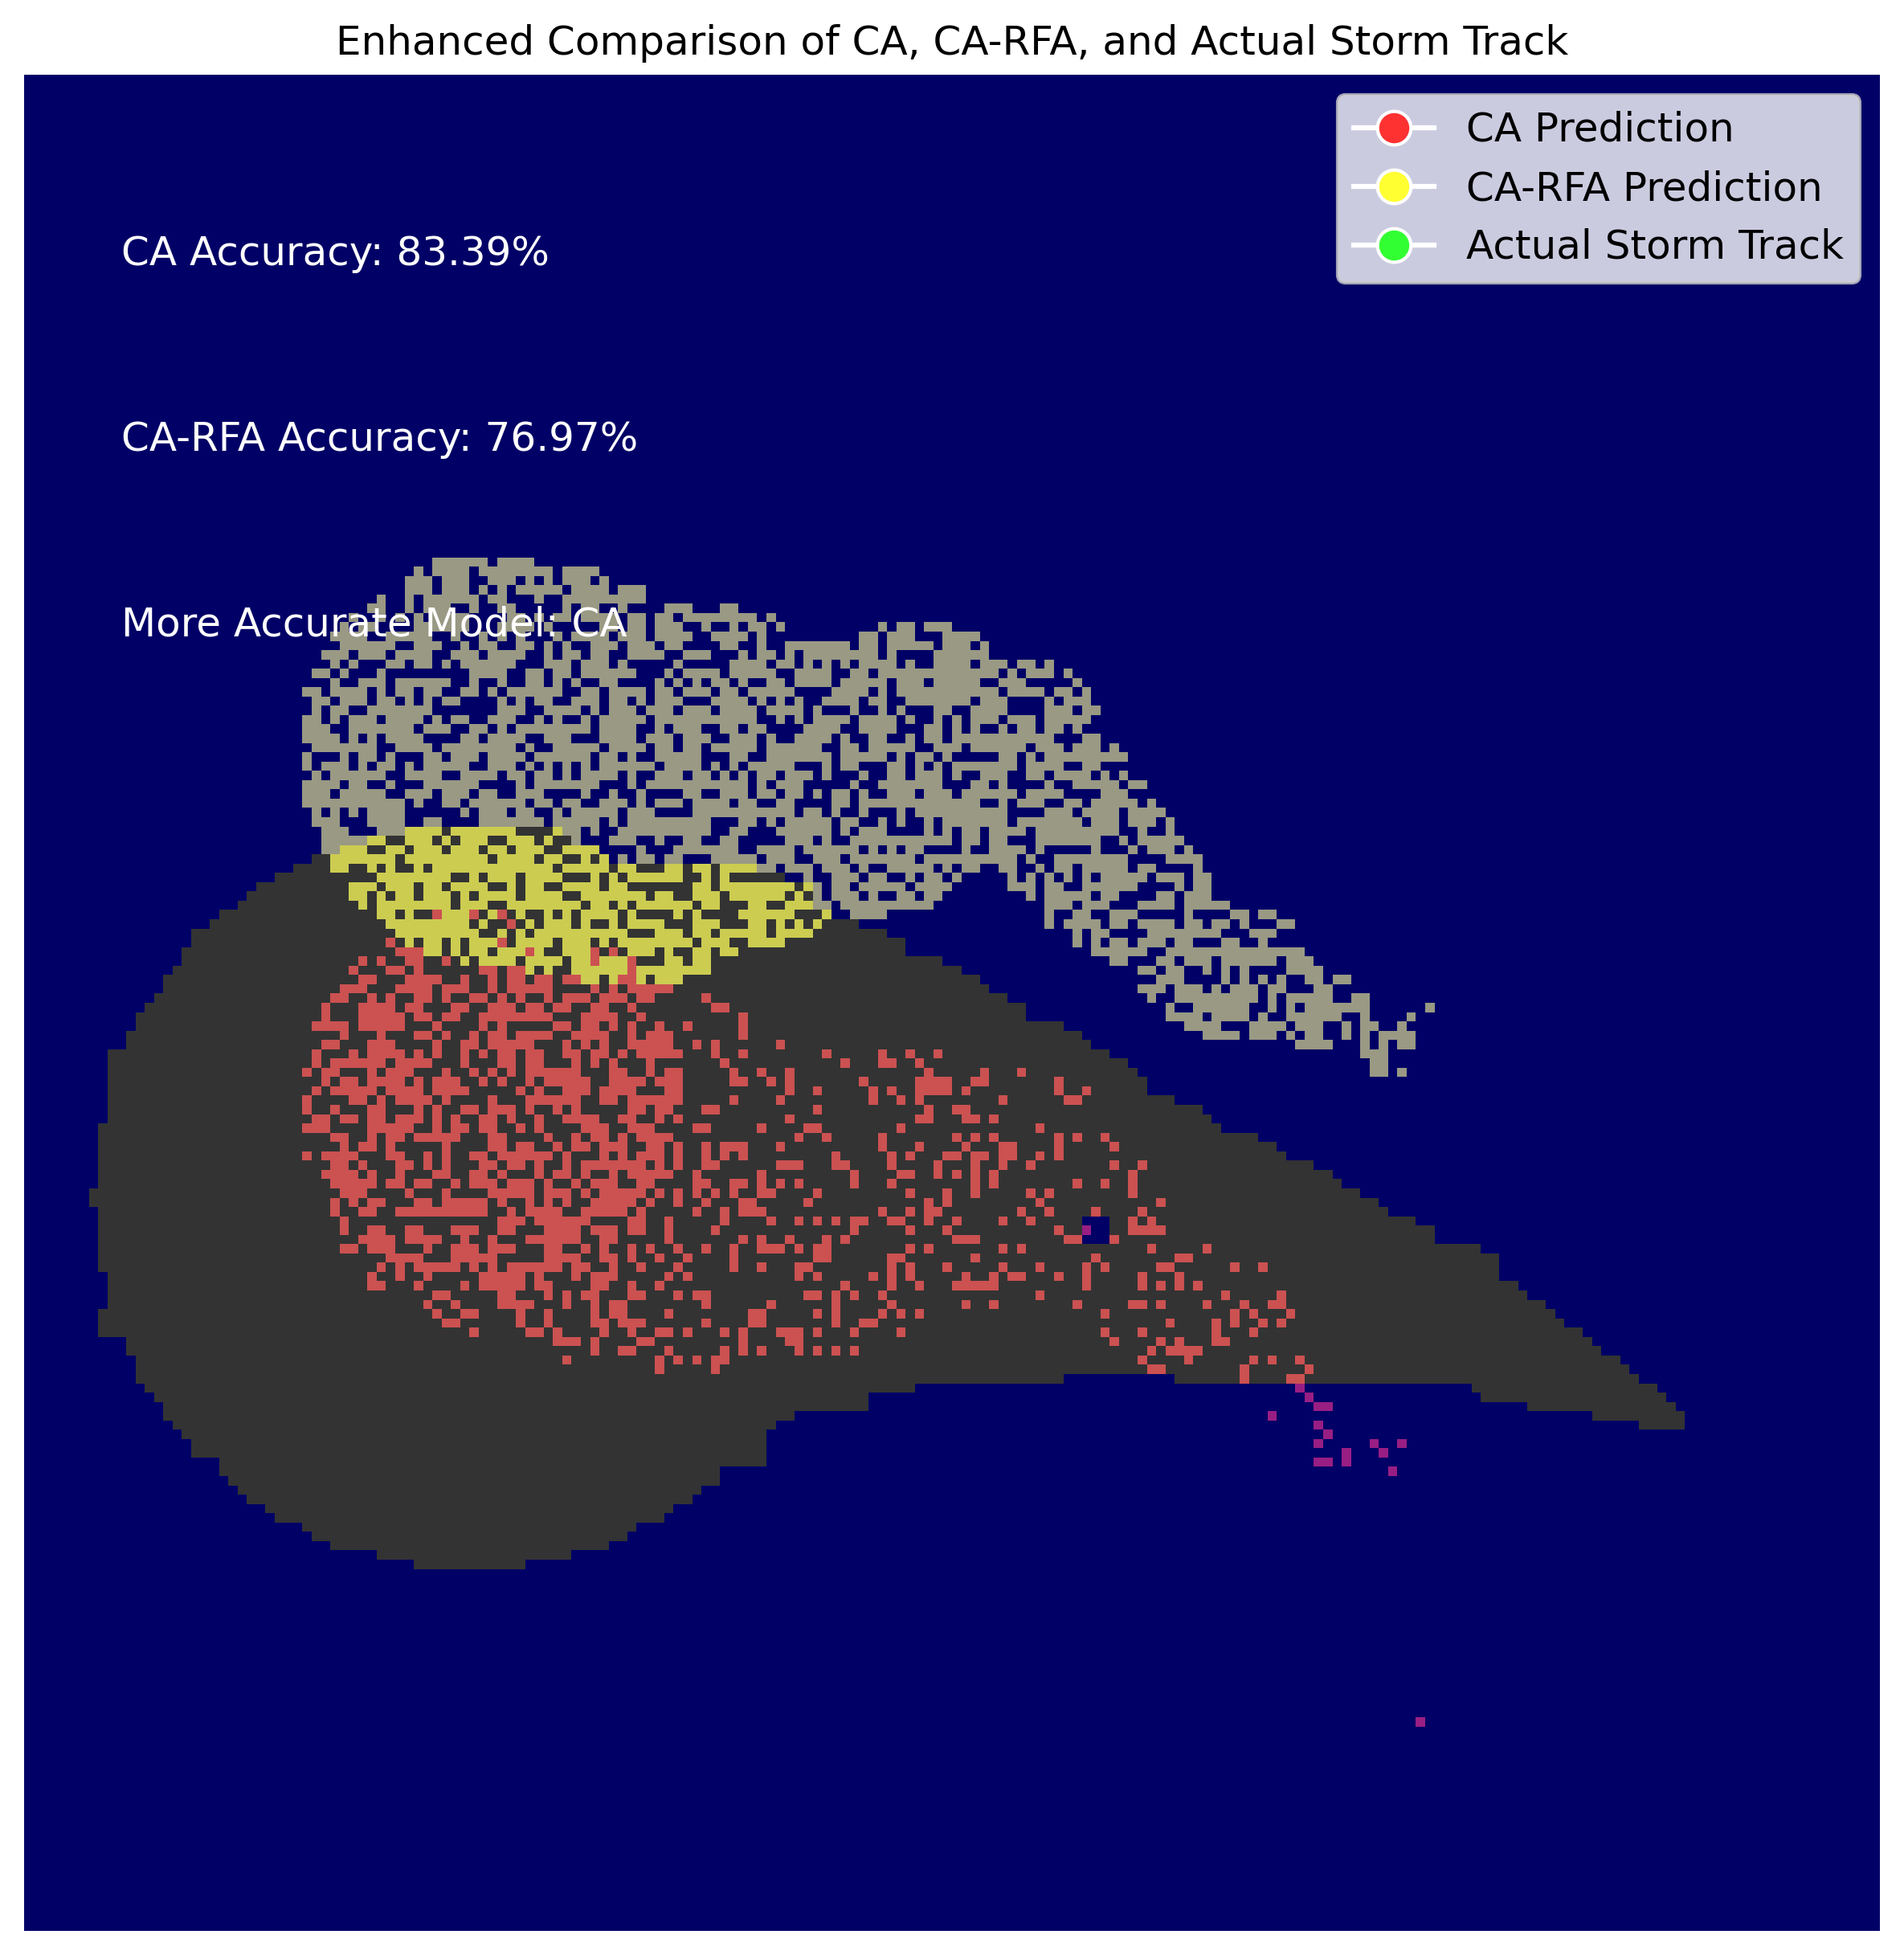 Enhanced Comparison of CA, CA-RFA, and Actual Storm Track
CA Prediction
CA-RFA Prediction
Actual Storm Track
CA Accuracy: 83.39%
CA-RFA Accuracy: 76.97%
More Accurate Model: CA